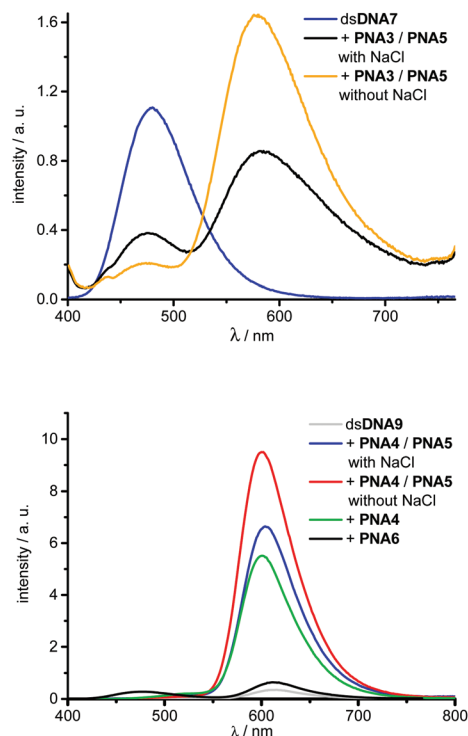 1.6
1.2
0.8
0.4
0.0
intensity / a. u.
dsDNA7
+ PNA3 / PNA5
with NaCl
+ PNA3 / PNA5
without NaCl
400 500 600 700
λ / nm
10
8
6
4
2
0
intensity / a. u.
dsDNA9
+ PNA4 / PNA5
with NaCl
+ PNA4 / PNA5
without NaCl
+ PNA4
+ PNA6
400 500 600 700 800
λ / nm